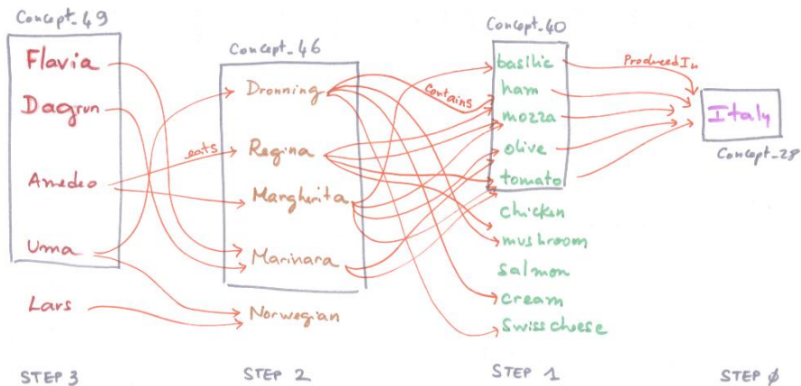 Concept_49
Flavia
Dagrun
Amedeo
Uma
Lars
STEP 3
eats
Concept_46
Dronning
Regina
Margherita
Marinara
Norwegian
STEP 2
contains
Concept_40
basilic
ham
mozza
olive
tomato
chicken
mushroom
salmon
cream
Swiss cheese
STEP 1
ProducedIn
Italy
Concept_28
STEP 0